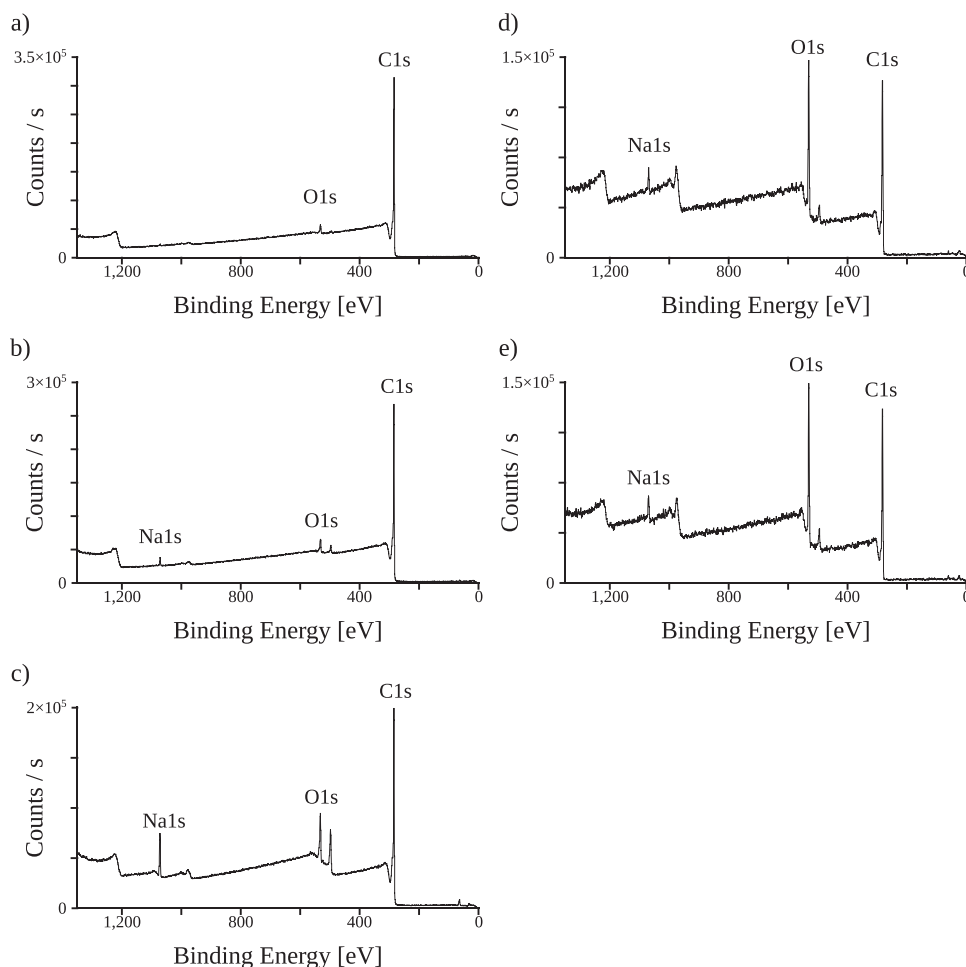 a)
3.5×10⁵
C1s
O1s
Counts / s
0
1,200 800 400 0
Binding Energy [eV]
b)
3×10⁵
C1s
Na1s
O1s
Counts / s
0
1,200 800 400 0
Binding Energy [eV]
c)
2×10⁵
C1s
Na1s
O1s
Counts / s
0
1,200 800 400 0
Binding Energy [eV]
d)
1.5×10⁵
O1s
C1s
Na1s
Counts / s
0
1,200 800 400 0
Binding Energy [eV]
e)
1.5×10⁵
O1s
C1s
Na1s
Counts / s
0
1,200 800 400 0
Binding Energy [eV]